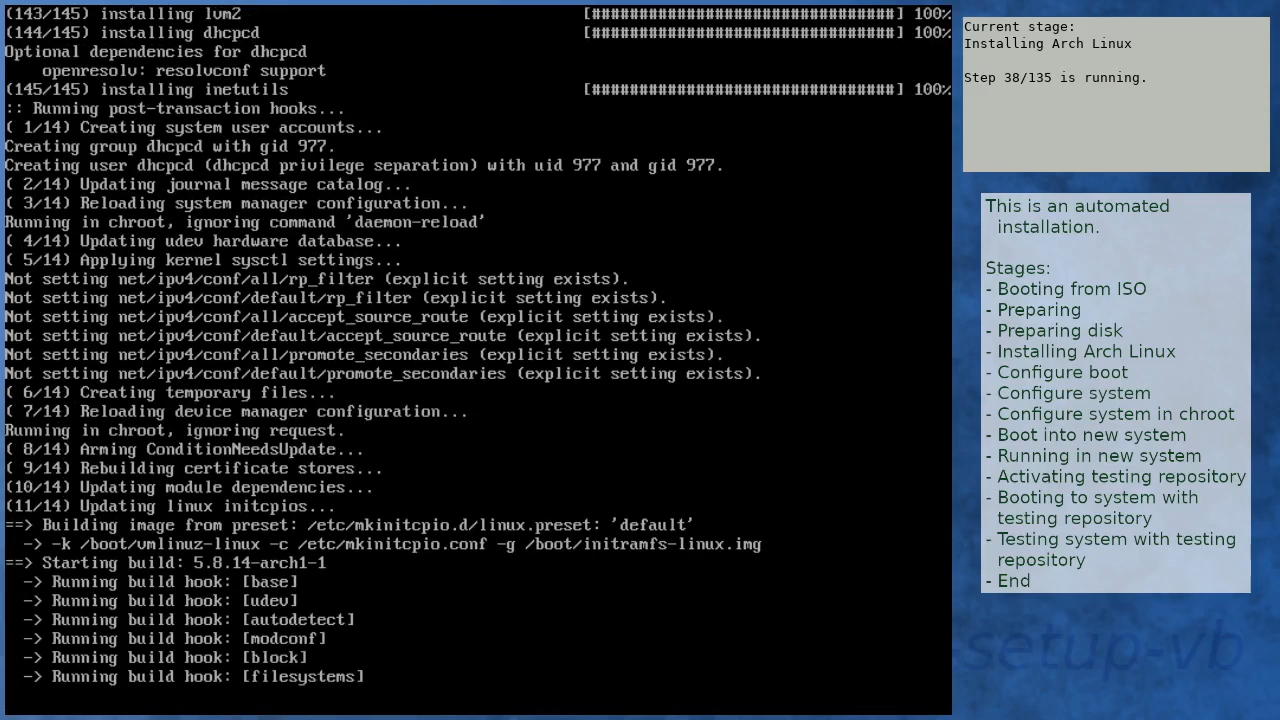 (143/145) installing lvm2 [################################] 100%
(144/145) installing dhcpcd [################################] 100%
Optional dependencies for dhcpcd
openresolv: resolvconf support
(145/145) installing inetutils [################################] 100%
:: Running post-transaction hooks...
( 1/14) Creating system user accounts...
Creating group dhcpcd with gid 977.
Creating user dhcpcd (dhcpcd privilege separation) with uid 977 and gid 977.
( 2/14) Updating journal message catalog...
( 3/14) Reloading system manager configuration...
Running in chroot, ignoring command 'daemon-reload'
( 4/14) Updating udev hardware database...
( 5/14) Applying kernel sysctl settings...
Not setting net/ipv4/conf/all/rp_filter (explicit setting exists).
Not setting net/ipv4/conf/default/rp_filter (explicit setting exists).
Not setting net/ipv4/conf/all/accept_source_route (explicit setting exists).
Not setting net/ipv4/conf/default/accept_source_route (explicit setting exists).
Not setting net/ipv4/conf/all/promote_secondaries (explicit setting exists).
Not setting net/ipv4/conf/default/promote_secondaries (explicit setting exists).
( 6/14) Creating temporary files...
( 7/14) Reloading device manager configuration...
Running in chroot, ignoring request.
( 8/14) Arming ConditionNeedsUpdate...
( 9/14) Rebuilding certificate stores...
(10/14) Updating module dependencies...
(11/14) Updating linux initcpios...
==> Building image from preset: /etc/mkinitcpio.d/linux.preset: 'default'
-> -k /boot/vmlinuz-linux -c /etc/mkinitcpio.conf -g /boot/initramfs-linux.img
==> Starting build: 5.8.14-arch1-1
-> Running build hook: [base]
-> Running build hook: [udev]
-> Running build hook: [autodetect]
-> Running build hook: [modconf]
-> Running build hook: [block]
-> Running build hook: [filesystems]
Current stage:
Installing Arch Linux
Step 38/135 is running.
This is an automated
installation.
Stages:
- Booting from ISO
- Preparing
- Preparing disk
- Installing Arch Linux
- Configure boot
- Configure system
- Configure system in chroot
- Boot into new system
- Running in new system
- Activating testing repository
- Booting to system with
testing repository
- Testing system with testing
repository
- End
-setup-vb